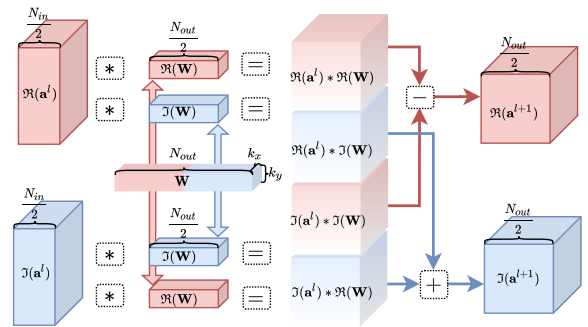 N_in/2
ℜ(a^l)
*
N_out/2
ℜ(W)
=
*
ℑ(W)
=
N_out
W
k_x
k_y
N_in/2
ℑ(a^l)
*
N_out/2
ℑ(W)
=
*
ℜ(W)
=
ℜ(a^l) * ℜ(W)
ℜ(a^l) * ℑ(W)
ℑ(a^l) * ℑ(W)
ℑ(a^l) * ℜ(W)
−
+
N_out/2
ℜ(a^{l+1})
N_out/2
ℑ(a^{l+1})